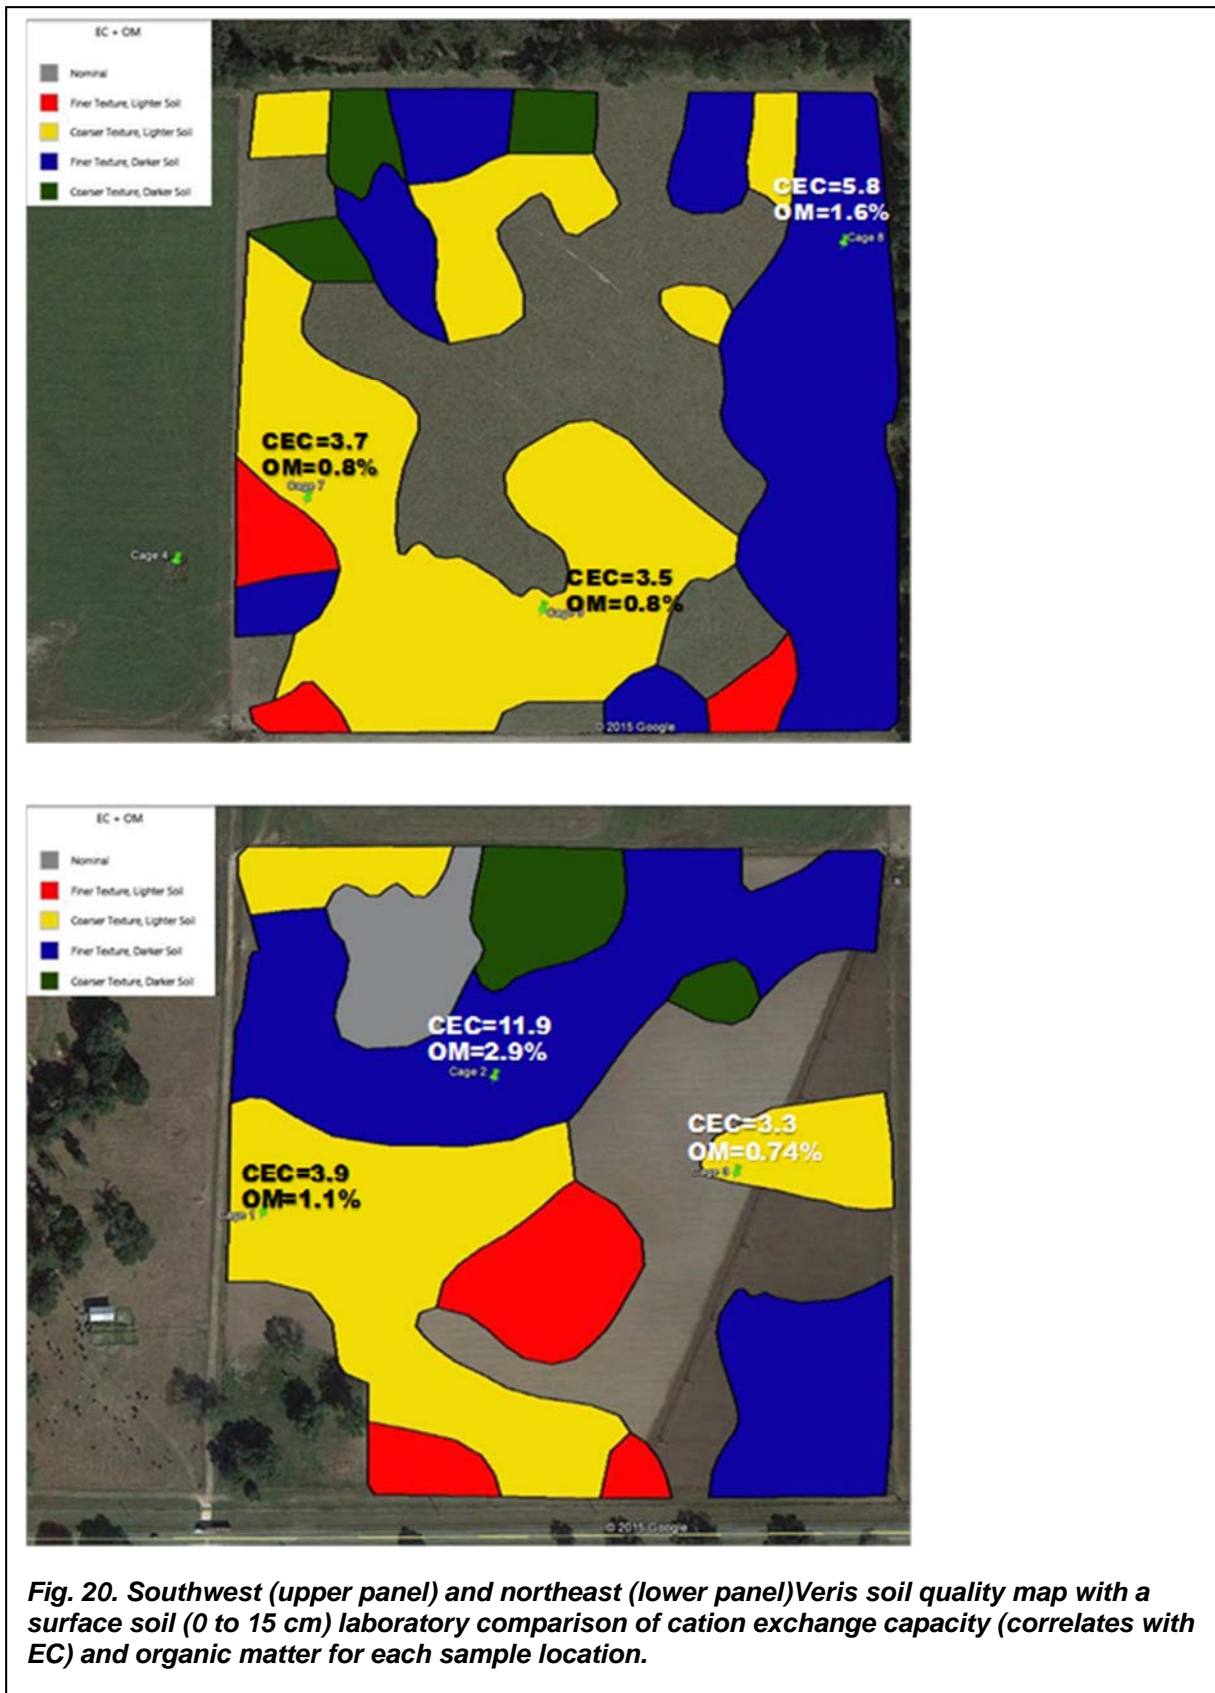 EC + OM
Nominal
Finer Texture, Lighter Soil
Coarser Texture, Lighter Soil
Finer Texture, Darker Soil
Coarser Texture, Darker Soil
CEC=5.8
OM=1.6%
Cage 8
CEC=3.7
OM=0.8%
Cage 7
Cage 4
CEC=3.5
OM=0.8%
© 2015 Google
EC + OM
Nominal
Finer Texture, Lighter Soil
Coarser Texture, Lighter Soil
Finer Texture, Darker Soil
Coarser Texture, Darker Soil
CEC=11.9
OM=2.9%
Cage 2
CEC=3.3
OM=0.74%
Cage 3
CEC=3.9
OM=1.1%
Cage 1
© 2015 Google
Fig. 20. Southwest (upper panel) and northeast (lower panel)Veris soil quality map with a
surface soil (0 to 15 cm) laboratory comparison of cation exchange capacity (correlates with
EC) and organic matter for each sample location.